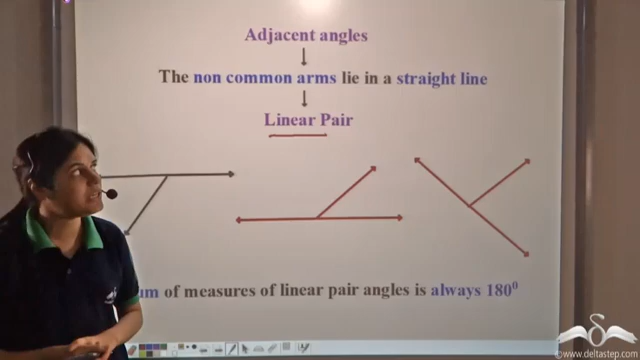 Adjacent angles
The non common arms lie in a straight line
Linear Pair
of measures of linear pair angles is always 180⁰
©www.deltastep.com